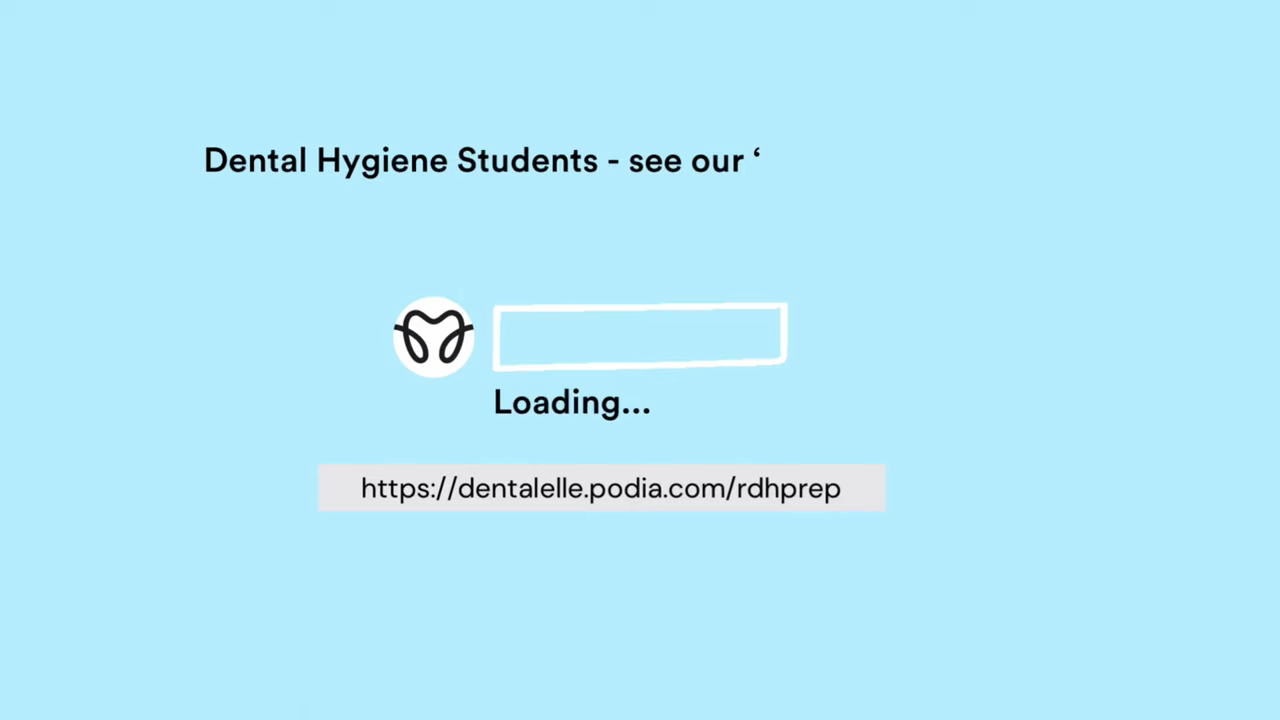 Dental Hygiene Students - see our ‘
Loading...
https://dentalelle.podia.com/rdhprep